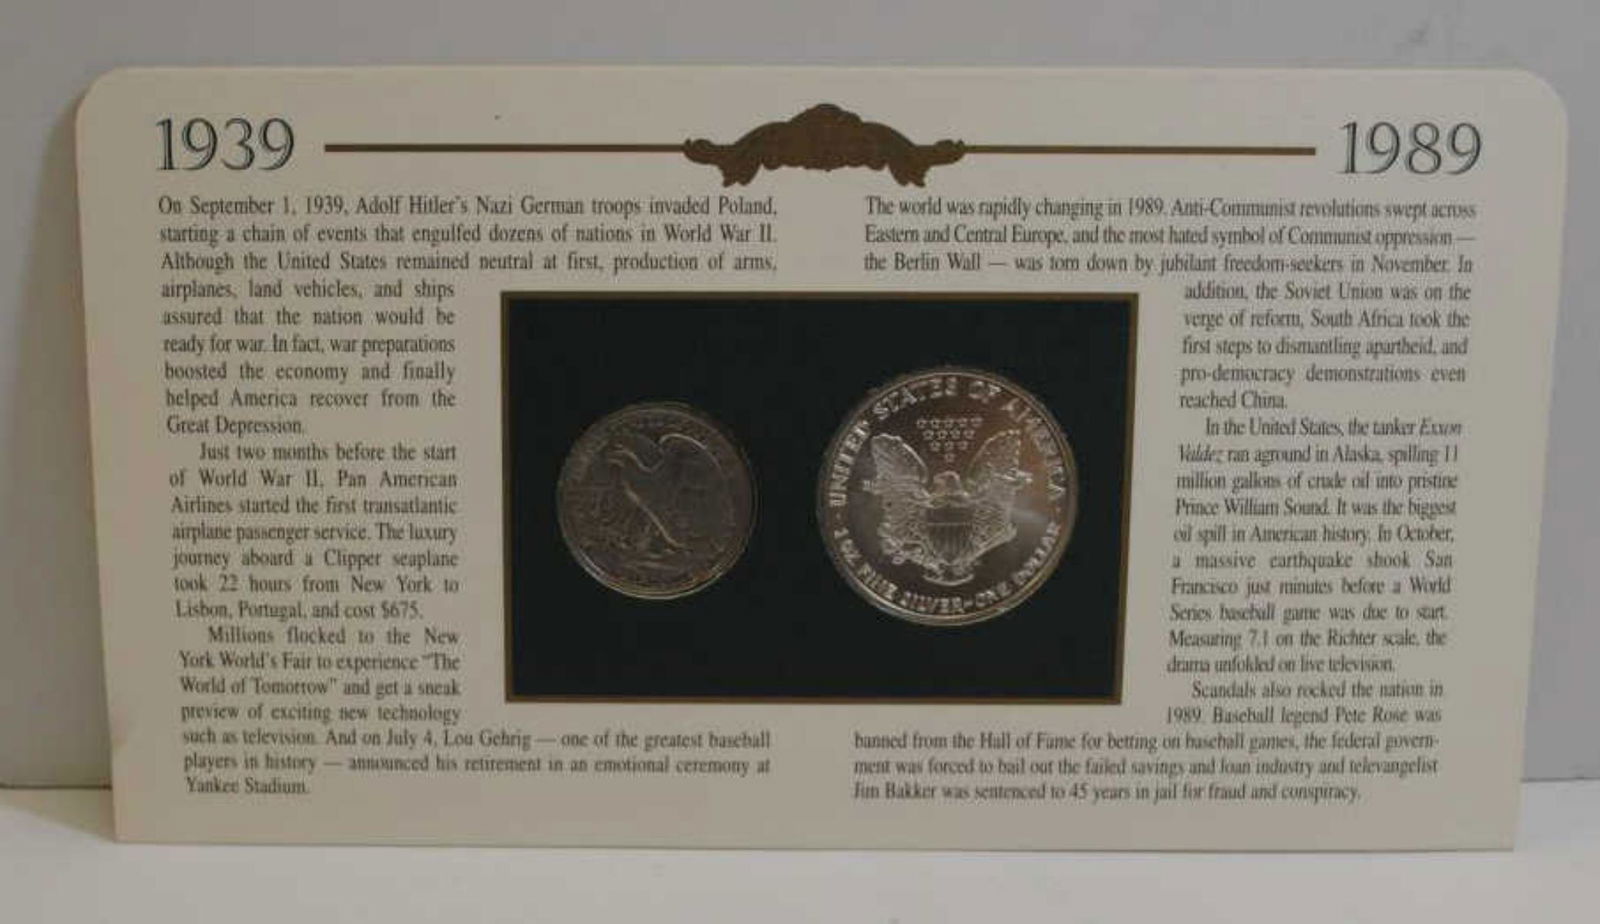 1939
On September 1, 1939, Adolf Hitler's Nazi German troops invaded Poland,
starting a chain of events that engulfed dozens of nations in World War II.
Although the United States remained neutral at first, production of arms,
airplanes, land vehicles, and ships
assured that the nation would be
ready for war. In fact, war preparations
boosted the economy and finally
helped America recover from the
Great Depression.
Just two months before the start
of World War II, Pan American
Airlines started the first transatlantic
airplane passenger service. The luxury
journey aboard a Clipper seaplane
took 22 hours from New York to
Lisbon, Portugal, and cost $675.
Millions flocked to the New
York World's Fair to experience "The
World of Tomorrow" and get a sneak
preview of exciting new technology
such as television. And on July 4, Lou Gehrig — one of the greatest baseball
players in history — announced his retirement in an emotional ceremony at
Yankee Stadium.
UNITED STATES OF AMERICA
1 OZ. FINE SILVER-ONE DOLLAR
1989
The world was rapidly changing in 1989. Anti-Communist revolutions swept across
Eastern and Central Europe, and the most hated symbol of Communist oppression —
the Berlin Wall — was torn down by jubilant freedom-seekers in November. In
addition, the Soviet Union was on the
verge of reform, South Africa took the
first steps to dismantling apartheid, and
pro-democracy demonstrations even
reached China.
In the United States, the tanker Exxon
Valdez ran aground in Alaska, spilling 11
million gallons of crude oil into pristine
Prince William Sound. It was the biggest
oil spill in American history. In October,
a massive earthquake shook San
Francisco just minutes before a World
Series baseball game was due to start.
Measuring 7.1 on the Richter scale, the
drama unfolded on live television.
Scandals also rocked the nation in
1989. Baseball legend Pete Rose was
banned from the Hall of Fame for betting on baseball games, the federal govern-
ment was forced to bail out the failed savings and loan industry and televangelist
Jim Bakker was sentenced to 45 years in jail for fraud and conspiracy.